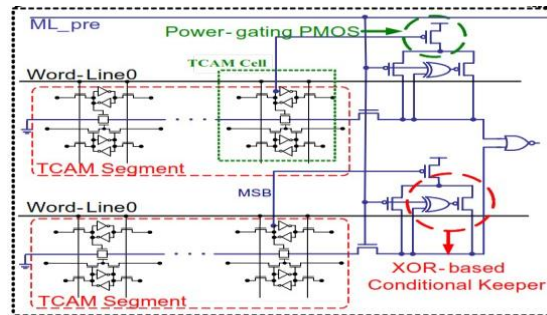 ML_pre
Power-gating PMOS
TCAM Cell
Word-Line0
TCAM Segment
MSB
Word-Line0
TCAM Segment
XOR-based
Conditional Keeper